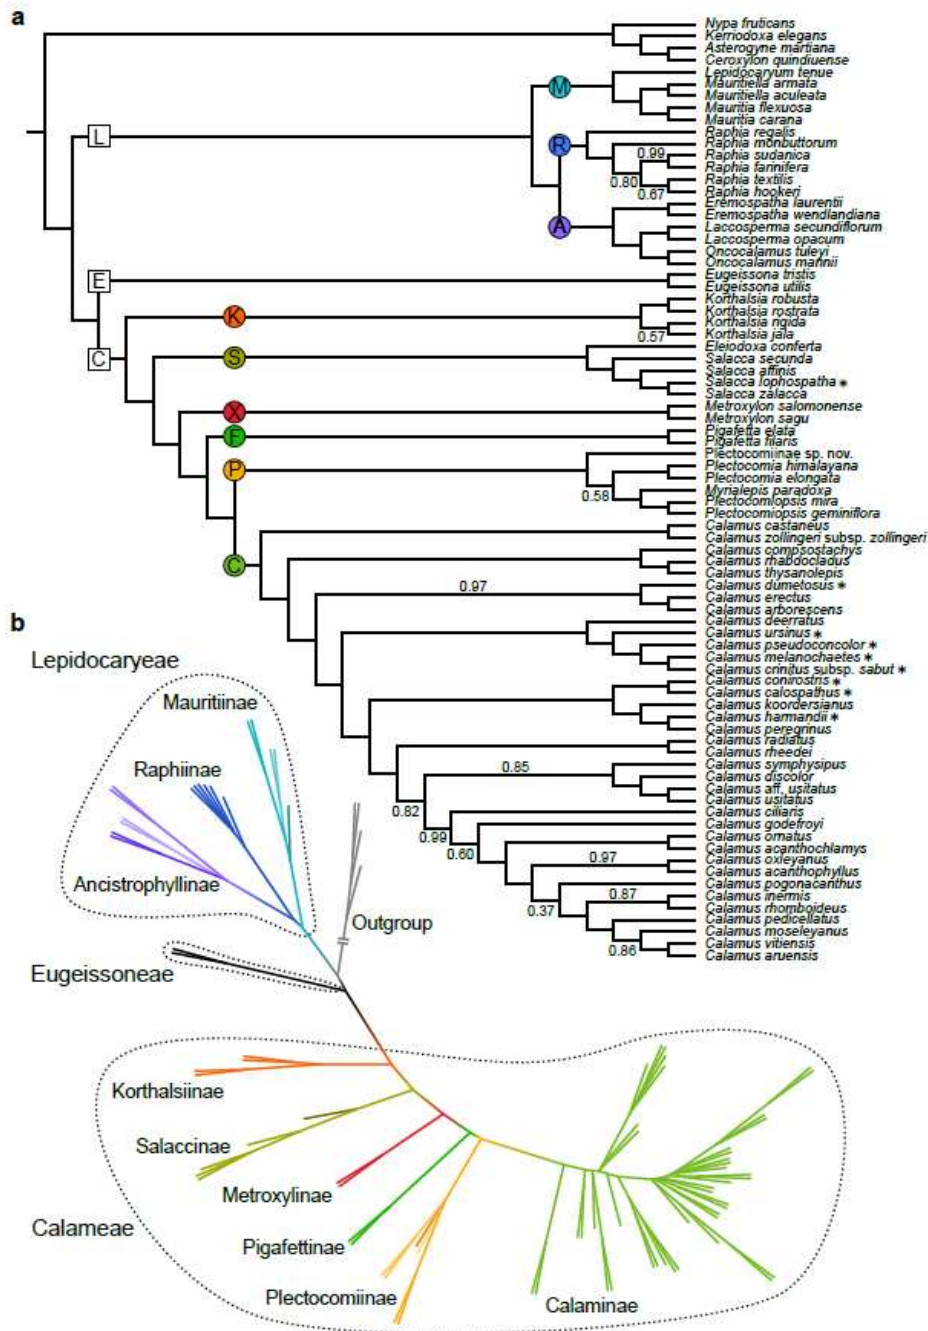 a
Nypa fruticans
Kerriodoxa elegans
Asterogyne martiana
Ceroxylon quindiuense
Lepidocaryum tenue
M
Mauritiella armata
Mauritiella aculeata
Mauritia flexuosa
Mauritia carana
L
Raphia regalis
R
Raphia monbuttorum
0.99
Raphia sudanica
Raphia farinifera
0.80
Raphia textilis
0.67
Raphia hookeri
Eremospatha laurentii
Eremospatha wendlandiana
A
Laccosperma secundiflorum
Laccosperma opacum
Oncocalamus tuleyi
Oncocalamus mannii
E
Eugeissona tristis
Eugeissona utilis
Korthalsia robusta
K
Korthalsia rostrata
Korthalsia rigida
0.57
Korthalsia jala
C
S
Eleiodoxa conferta
Salacca secunda
Salacca affinis
Salacca lophospatha *
Salacca zalacca
X
Metroxylon salomonense
Metroxylon sagu
F
Pigafetta elata
Pigafetta filaris
Plectocomiinae sp. nov.
P
Plectocomia himalayana
Plectocomia elongata
0.58
Myrialepis paradoxa
Plectocomiopsis mira
Plectocomiopsis geminiflora
Calamus castaneus
Calamus zollingeri subsp. zollingeri
Calamus compsostachys
C
Calamus rhabdocladus
Calamus thysanolepis
0.97
Calamus dumetosus *
Calamus erectus
Calamus arborescens
Calamus deerratus
Calamus ursinus *
Calamus pseudoconcolor *
Calamus melanochaetes *
Calamus crinitus subsp. sabut *
Calamus conirostris *
Calamus calospathus *
Calamus koordersianus
Calamus harmandii *
Calamus peregrinus
Calamus radiatus
Calamus rheedei
0.85
Calamus symphysipus
Calamus discolor
Calamus aff. usitatus
Calamus usitatus
0.82
Calamus ciliaris
0.99
Calamus godefroyi
0.60
Calamus ornatus
Calamus acanthochlamys
0.97
Calamus oxleyanus
Calamus acanthophyllus
Calamus pogonacanthus
0.87
Calamus inermis
0.37
Calamus rhomboideus
Calamus pedicellatus
Calamus moseleyanus
0.86
Calamus vitiensis
Calamus aruensis
b
Lepidocaryeae
Mauritiinae
Raphiinae
Ancistrophyllinae
Outgroup
Eugeissoneae
Korthalsiinae
Salaccinae
Metroxylinae
Calameae
Pigafettinae
Plectocomiinae
Calaminae